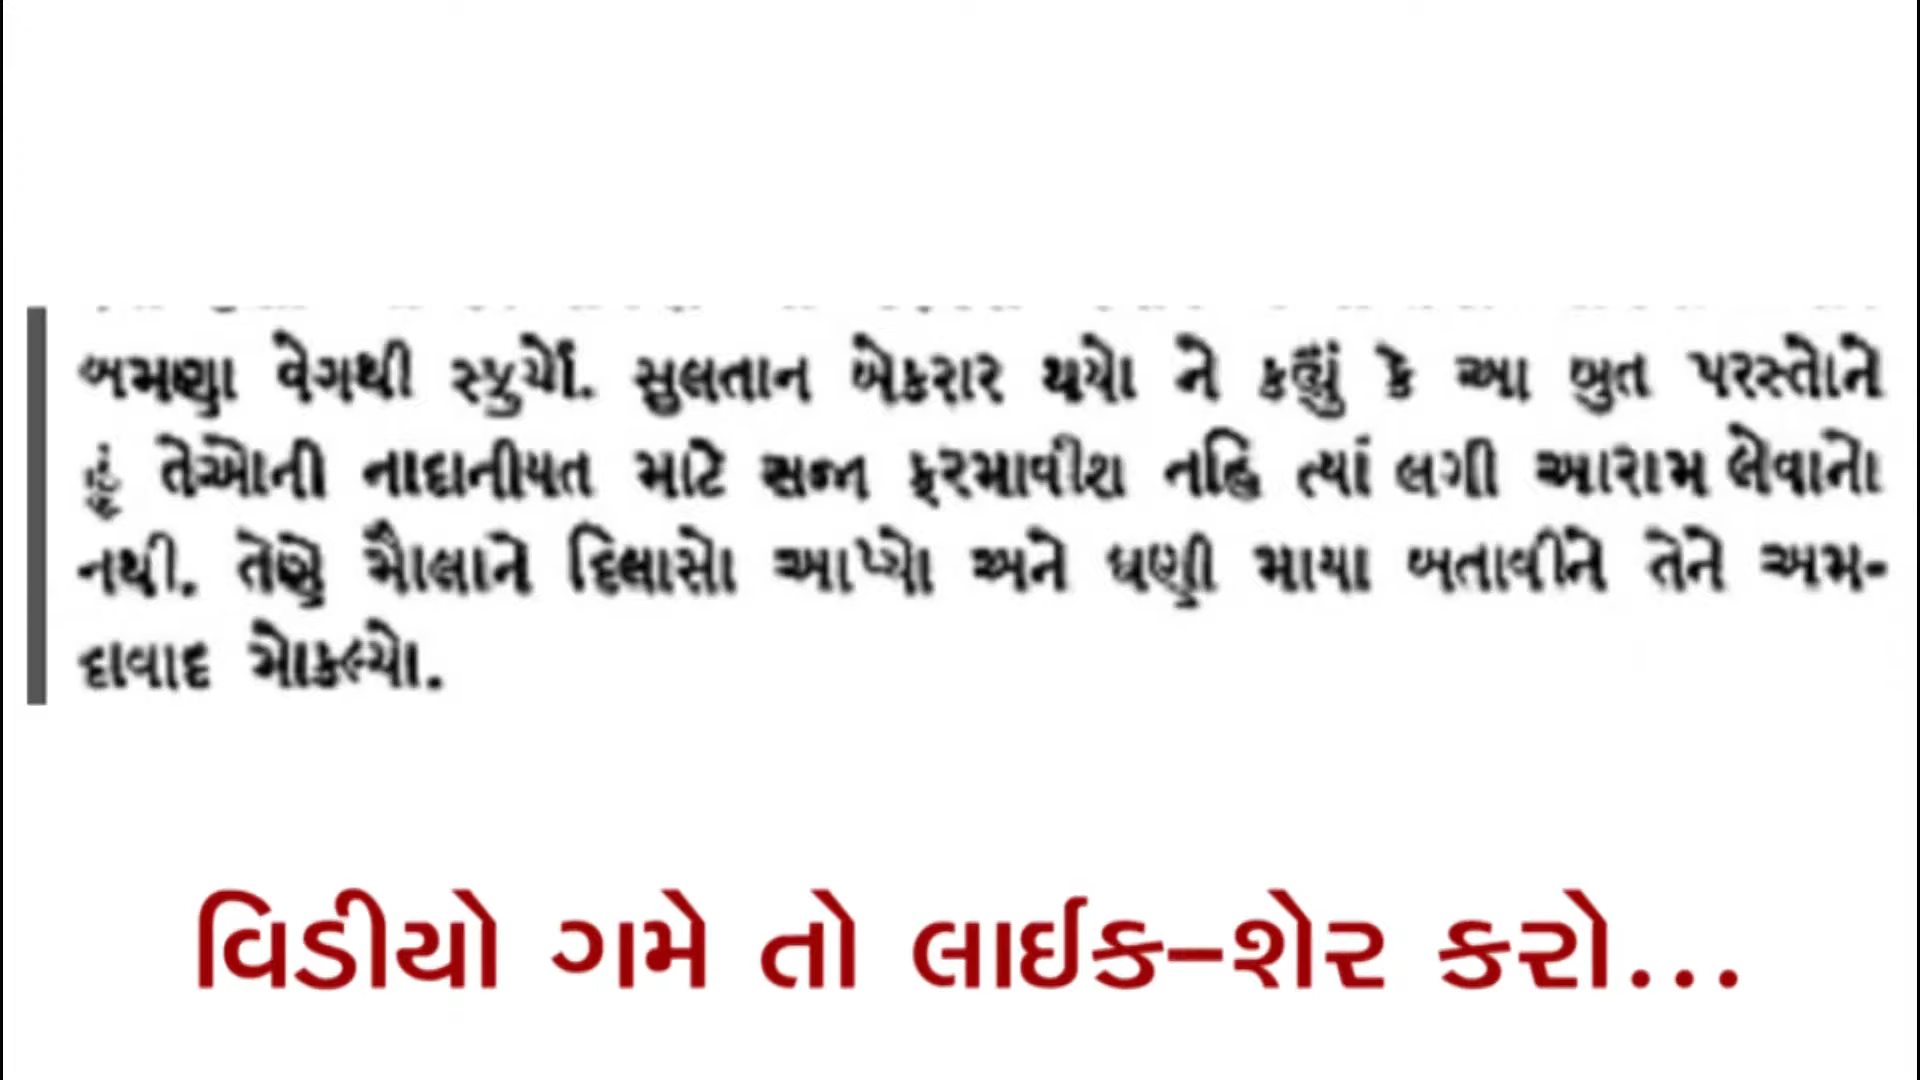 બમણા વેગથી સ્ફુર્યો. સુલતાન બેકરાર થયો ને કહ્યું કે આ બુત પરસ્તોને
હું તેઓની નાદાનીયત માટે સજા ફરમાવીશ નહિ ત્યાં લગી આરામ લેવાનો
નથી. તેણે મૌલાને દિલાસો આપ્યો અને ઘણી માયા બતાવીને તેને અમ-
દાવાદ મોકલ્યો.
વિડીયો ગમે તો લાઈક-શેર કરો...